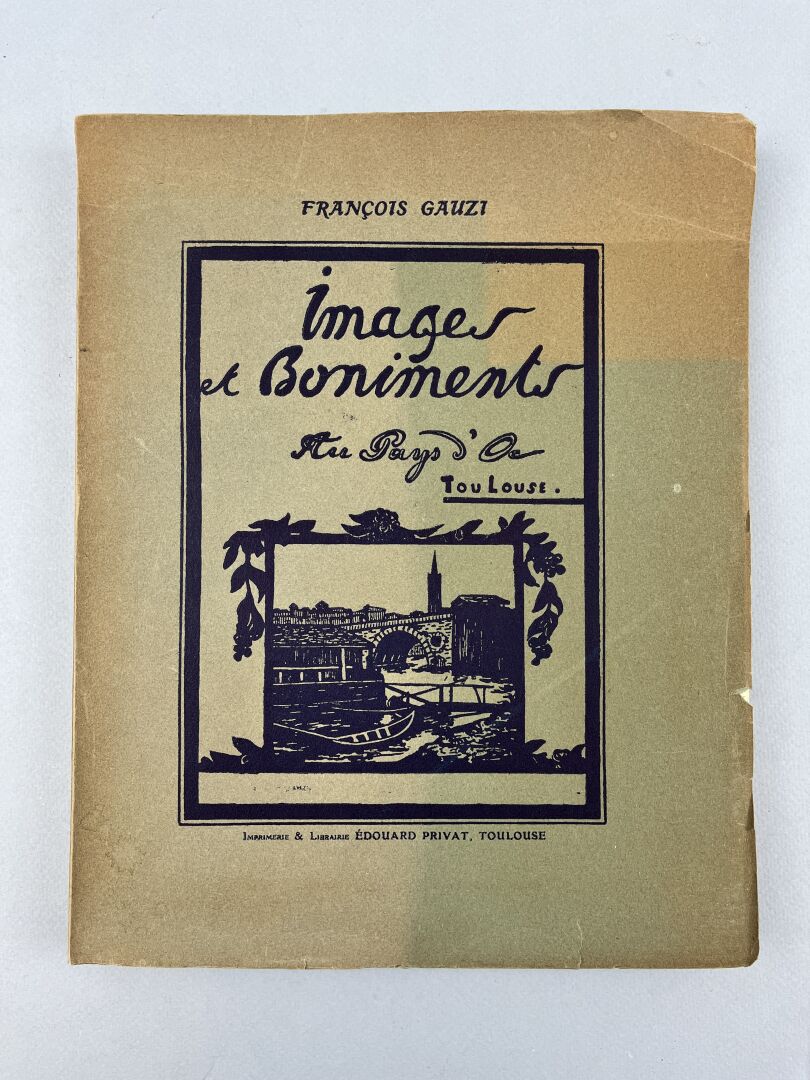 FRANÇOIS GAUZI
Images
et Boniments
Au Pays d'Oc
TOULOUSE.
IMPRIMERIE & LIBRAIRIE ÉDOUARD PRIVAT, TOULOUSE